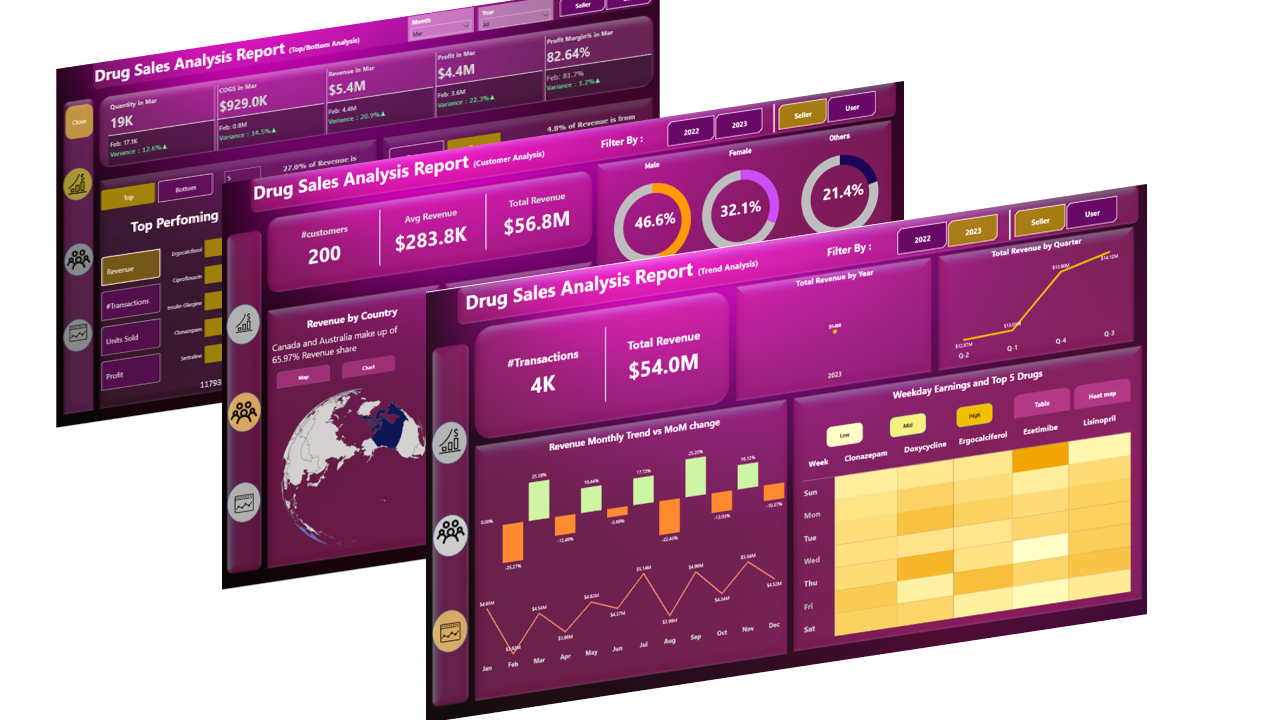 Drug Sales Analysis Report (Top/Bottom Analysis)
Month
Mar
Year
All
Seller
Close
Quantity in Mar
19K
Feb: 17.1K
Variance : 12.6%▲
COGS in Mar
$929.0K
Feb: 0.8M
Variance : 14.5%▲
Revenue in Mar
$5.4M
Feb: 4.4M
Variance : 20.9%▲
Profit in Mar
$4.4M
Feb: 3.6M
Variance : 22.3%▲
Profit Margin% in Mar
82.64%
Feb: 81.7%
Variance : 1.2%▲
Top
Bottom
5
27.0% of Revenue is
4.8% of Revenue is from
Top Perfoming
Revenue
#Transactions
Units Sold
Profit
Ergocalciferol
Ciprofloxacin
Insulin Glargine
Clonazepam
Sertraline
11793
Drug Sales Analysis Report (Customer Analysis)
Filter By :
2022
2023
Seller
User
#customers
200
Avg Revenue
$283.8K
Total Revenue
$56.8M
Male
46.6%
Female
32.1%
Others
21.4%
Revenue by Country
Canada and Australia make up of
65.97% Revenue share
Map
Chart
Drug Sales Analysis Report (Trend Analysis)
Filter By :
2022
2023
Seller
User
#Transactions
4K
Total Revenue
$54.0M
Total Revenue by Year
2023
Total Revenue by Quarter
$12.87M
$13.90M
$14.12M
Q-2
Q-1
Q-4
Q-3
Revenue Monthly Trend vs MoM change
0.00%
-25.27%
25.39%
-12.46%
16.44%
-5.66%
17.72%
-22.45%
25.20%
-13.03%
16.12%
-10.37%
$4.85M
$4.54M
$3.98M
$4.63M
$4.37M
$5.14M
$3.99M
$4.99M
$4.34M
$5.04M
$4.52M
Jan
Feb
Mar
Apr
May
Jun
Jul
Aug
Sep
Oct
Nov
Dec
Weekday Earnings and Top 5 Drugs
Low
Mid
High
Table
Heat map
Week
Clonazepam
Doxycycline
Ergocalciferol
Ezetimibe
Lisinopril
Sun
Mon
Tue
Wed
Thu
Fri
Sat